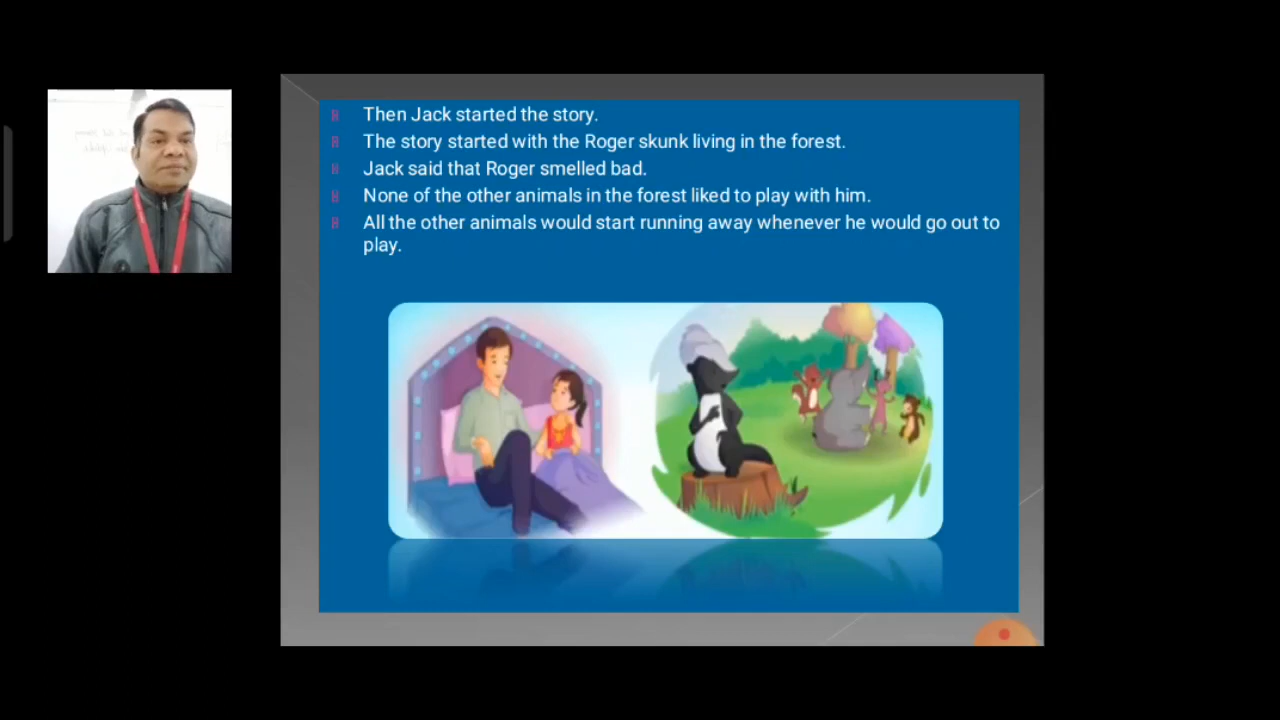 Then Jack started the story.
The story started with the Roger skunk living in the forest.
Jack said that Roger smelled bad.
None of the other animals in the forest liked to play with him.
All the other animals would start running away whenever he would go out to
play.